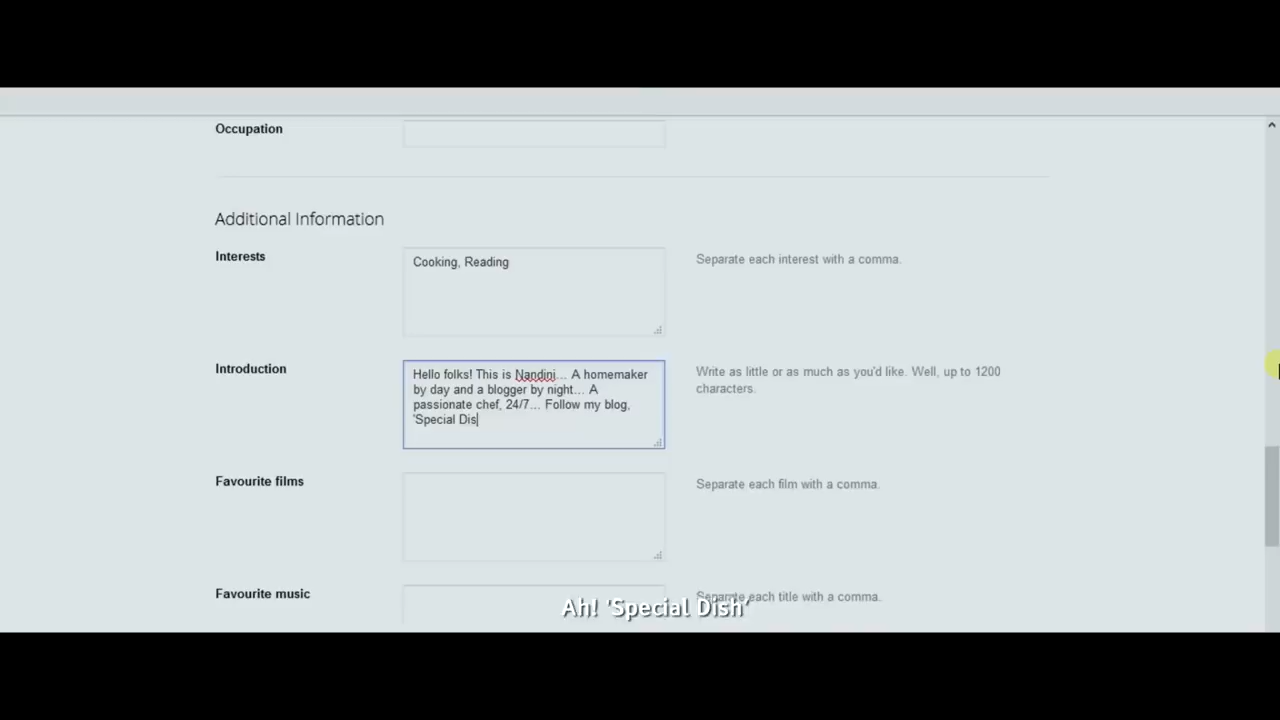 Occupation
Additional Information
Interests
Cooking, Reading
Separate each interest with a comma.
Introduction
Hello folks! This is Nandini... A homemaker
by day and a blogger by night... A
passionate chef, 24/7... Follow my blog,
'Special Dis
Write as little or as much as you'd like. Well, up to 1200
characters.
Favourite films
Separate each film with a comma.
Favourite music
Separate each title with a comma.
Ah! 'Special Dish'